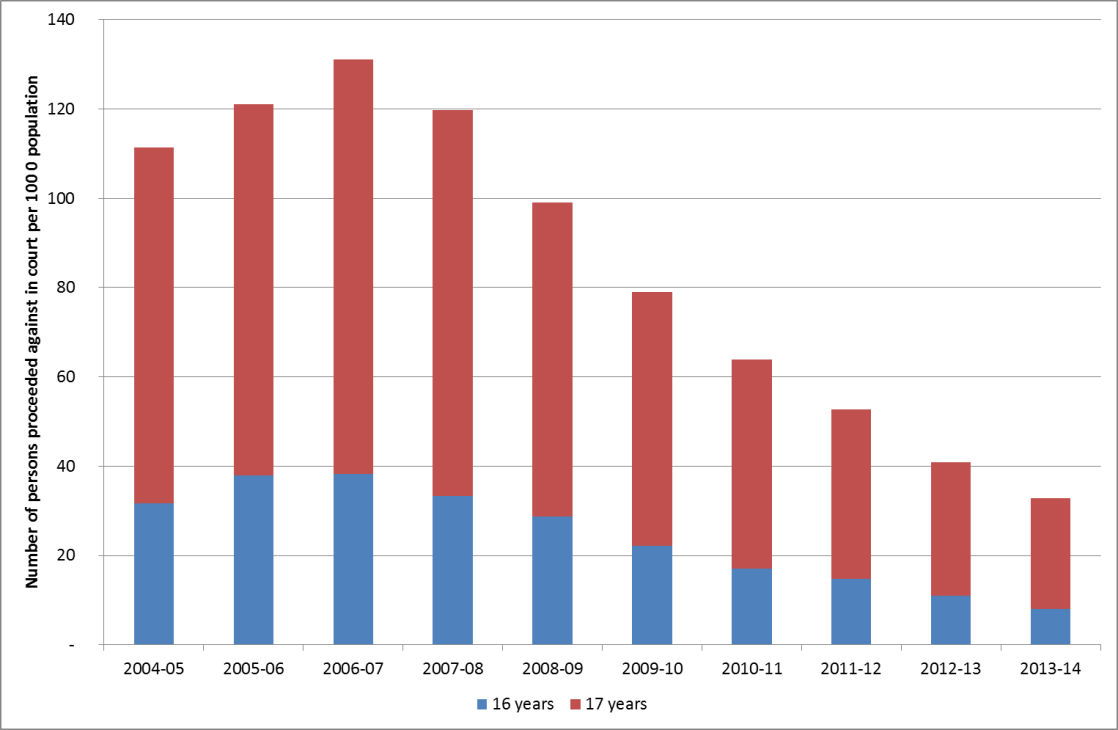 Number of persons proceeded against in court per 1000 population
140
120
100
80
60
40
20
-
2004-05 2005-06 2006-07 2007-08 2008-09 2009-10 2010-11 2011-12 2012-13 2013-14
16 years 17 years